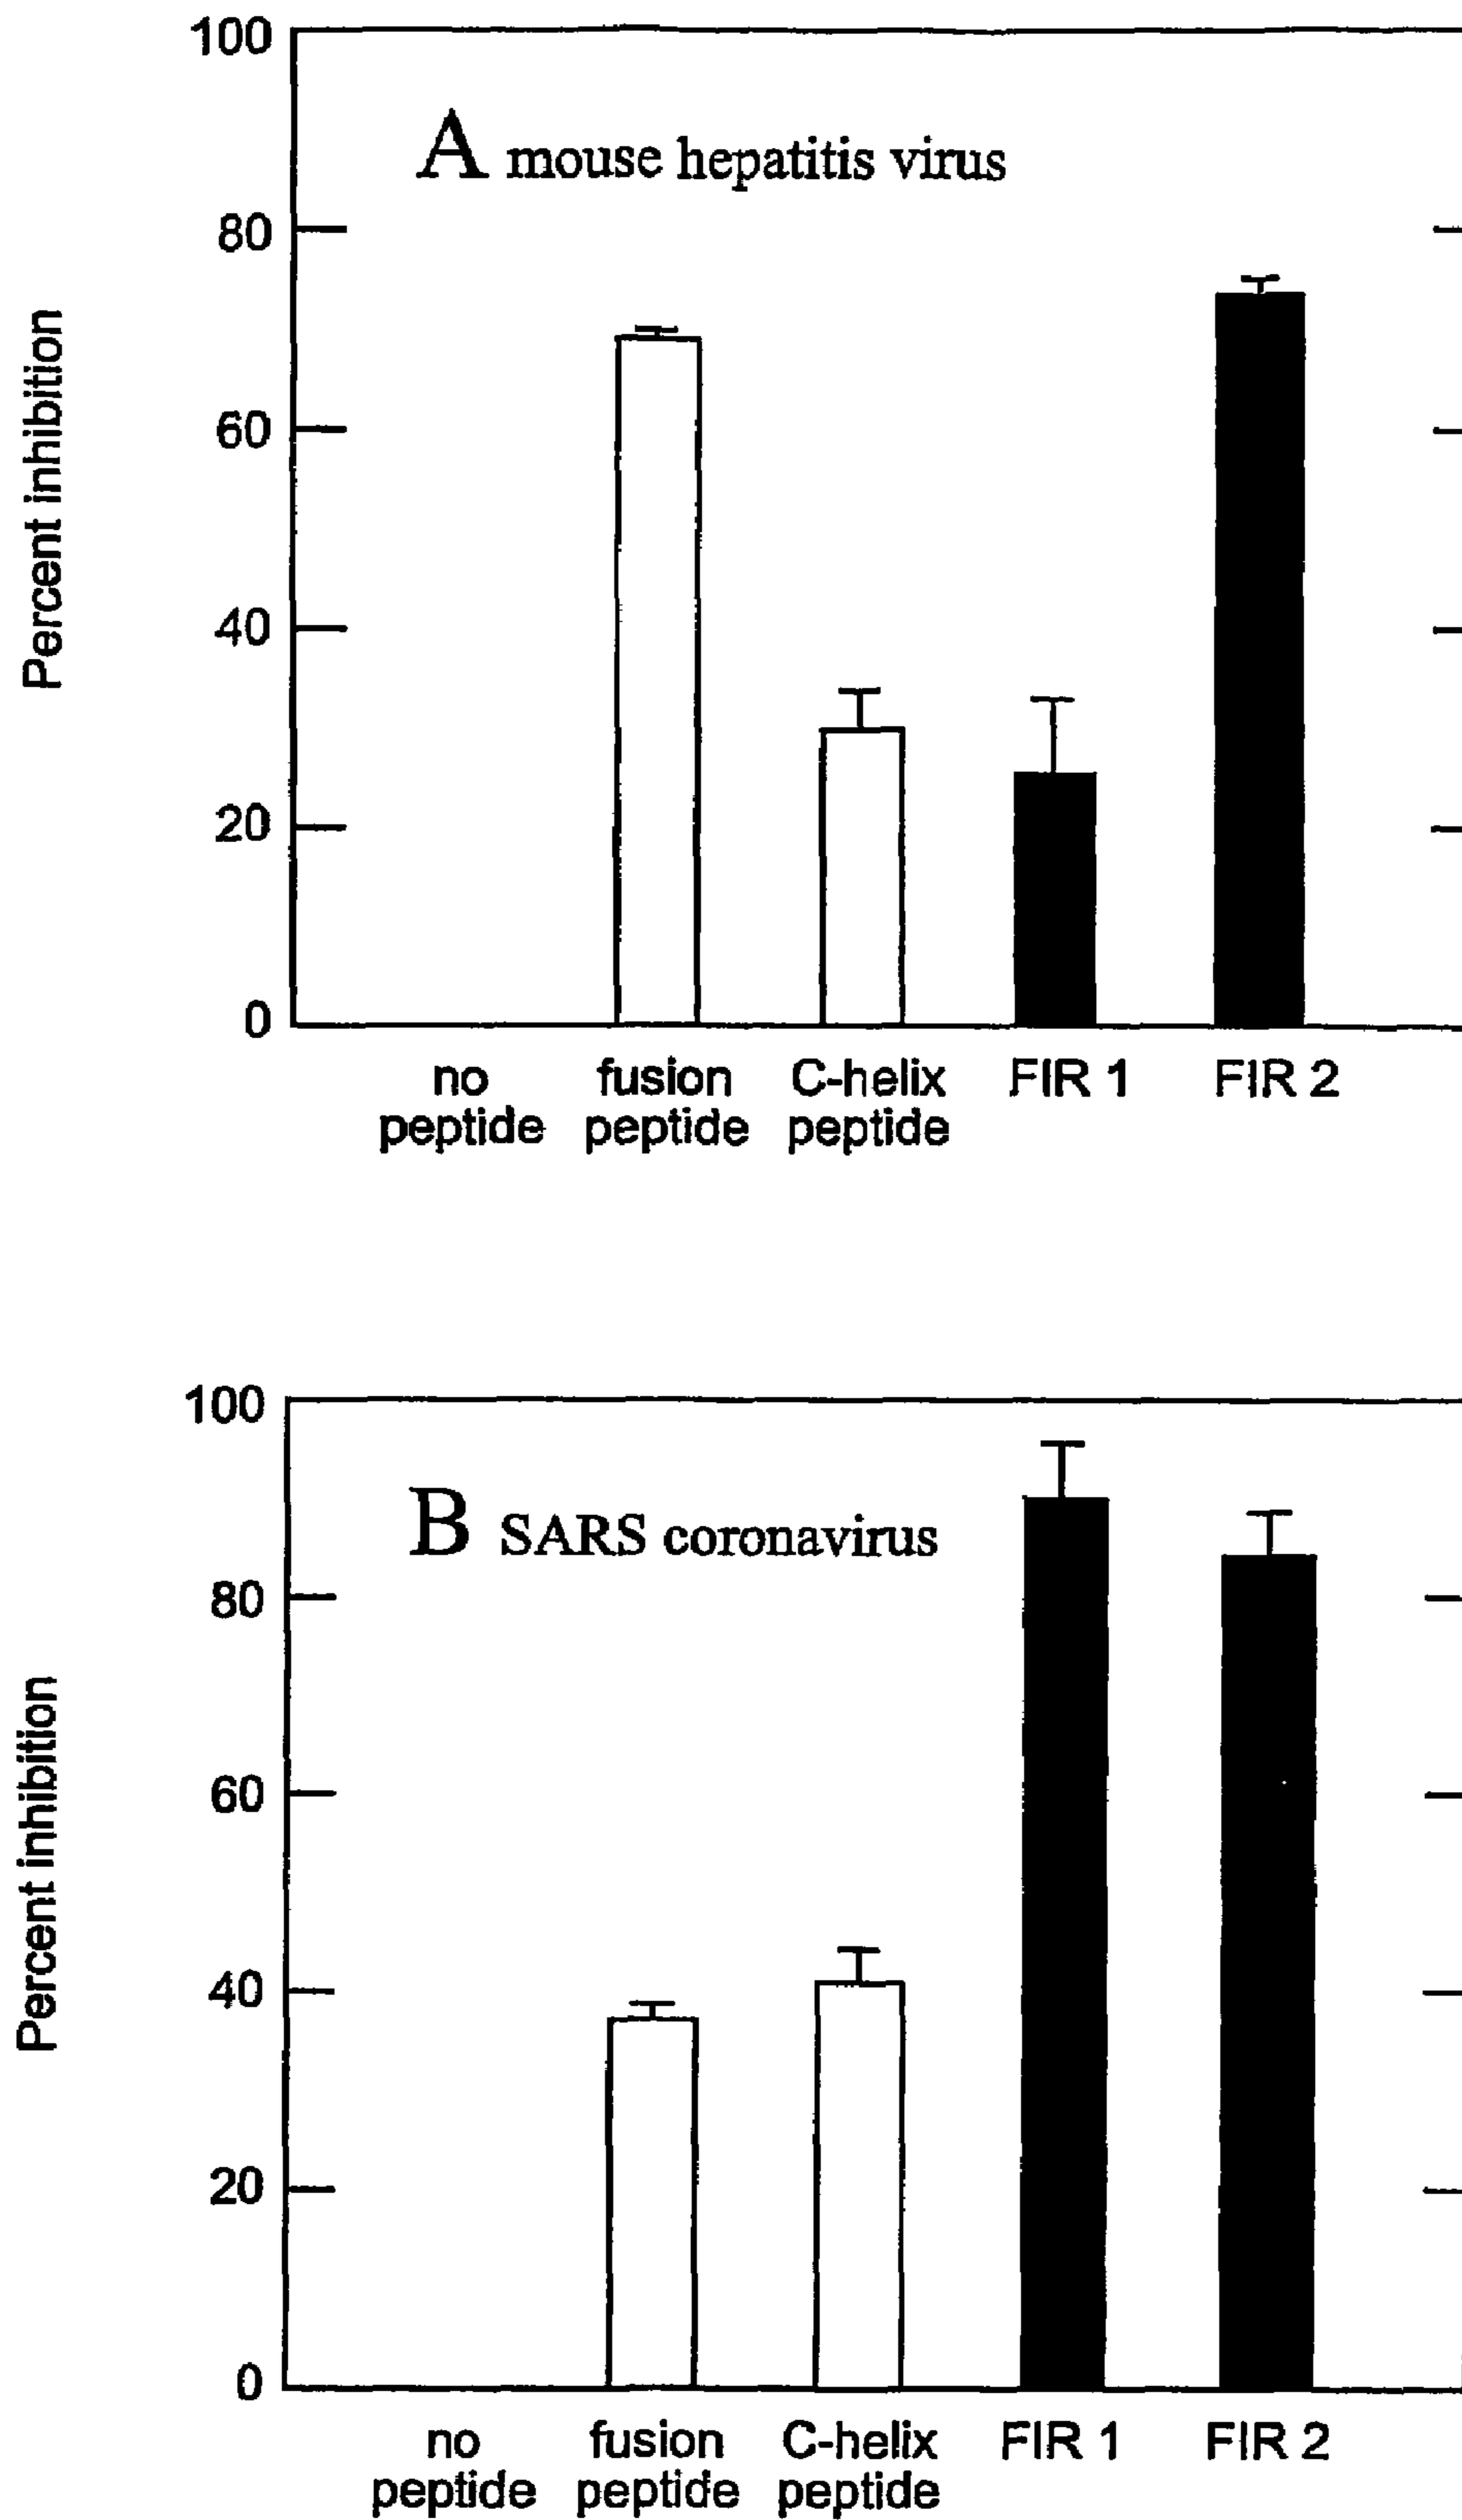 100
A mouse hepatitis virus
80
60
40
20
0
Percent inhibition
no peptide
fusion peptide
C-helix peptide
FIR 1
FIR 2
100
B SARS coronavirus
80
60
40
20
0
Percent inhibition
no peptide
fusion peptide
C-helix peptide
FIR 1
FIR 2